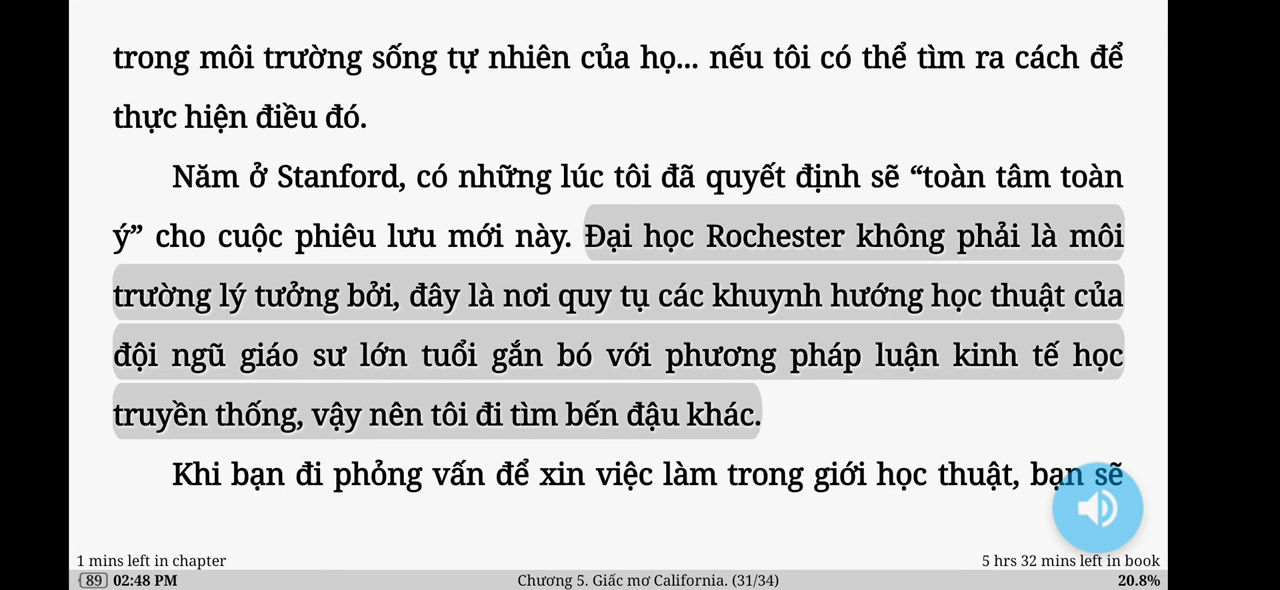 trong môi trường sống tự nhiên của họ... nếu tôi có thể tìm ra cách để
thực hiện điều đó.
Năm ở Stanford, có những lúc tôi đã quyết định sẽ “toàn tâm toàn
ý” cho cuộc phiêu lưu mới này. Đại học Rochester không phải là môi
trường lý tưởng bởi, đây là nơi quy tụ các khuynh hướng học thuật của
đội ngũ giáo sư lớn tuổi gắn bó với phương pháp luận kinh tế học
truyền thống, vậy nên tôi đi tìm bến đậu khác.
Khi bạn đi phỏng vấn để xin việc làm trong giới học thuật, bạn sẽ
1 mins left in chapter
5 hrs 32 mins left in book
89 02:48 PM
Chương 5. Giấc mơ California. (31/34)
20.8%